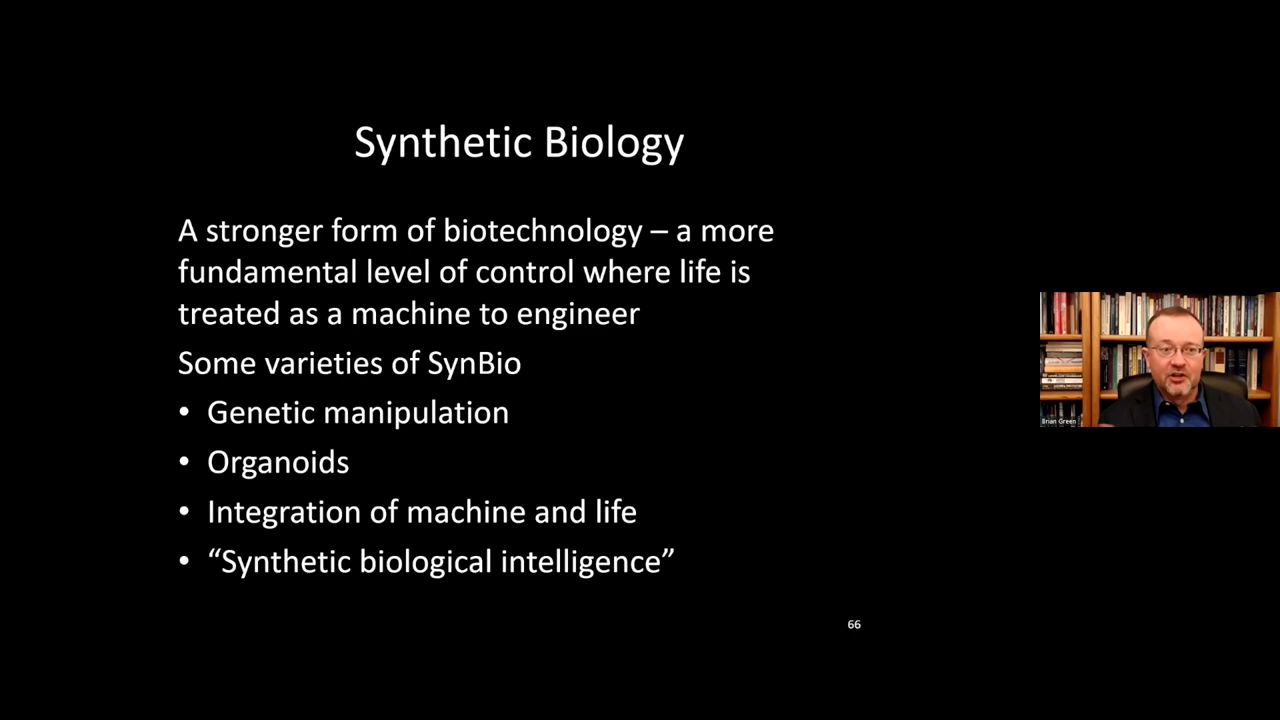 Synthetic Biology
A stronger form of biotechnology – a more
fundamental level of control where life is
treated as a machine to engineer
Some varieties of SynBio
• Genetic manipulation
• Organoids
• Integration of machine and life
• “Synthetic biological intelligence”
66
Brian Green